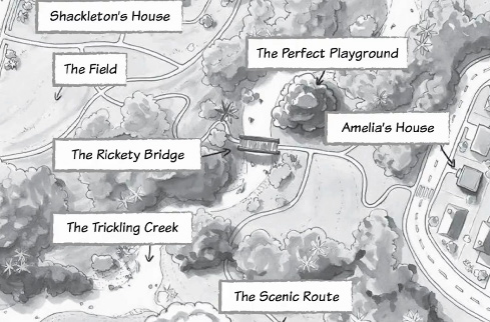 Shackleton's House
The Perfect Playground
The Field
Amelia's House
The Rickety Bridge
The Trickling Creek
The Scenic Route